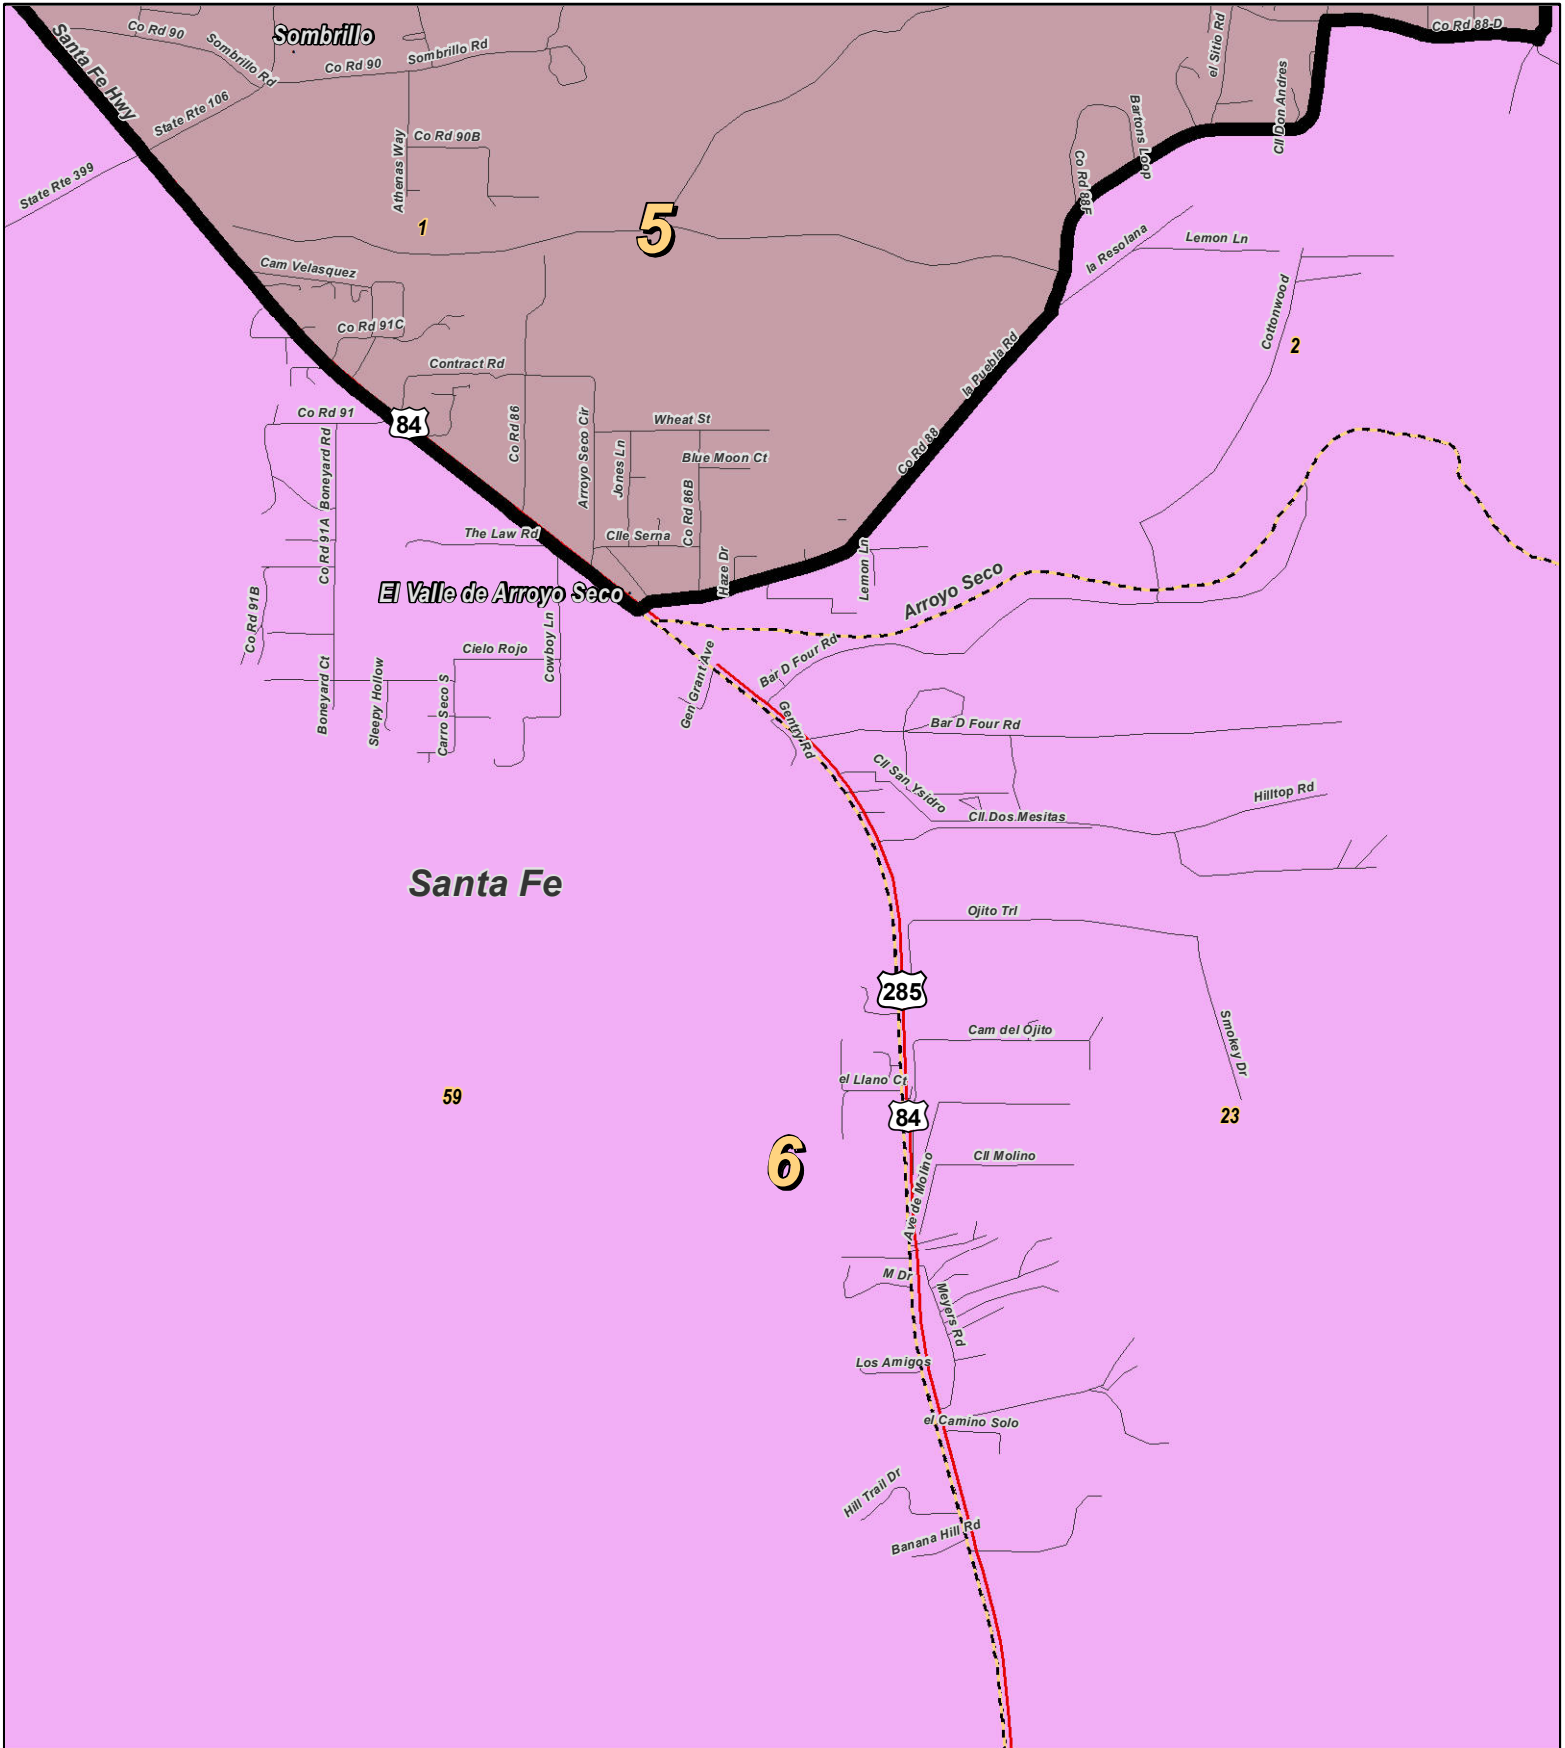 Co Rd 90
Santa Fe Hwy
Sombrillo Rd
Sombrillo
Co Rd 90
Sombrillo Rd
el Sitio Rd
Co Rd 88-D
State Rte 106
State Rte 399
Athenas Way
Co Rd 90B
Cll Don Andres
Bartons Loop
Co Rd 88F
1
5
la Resolana
Lemon Ln
Cam Velasquez
Co Rd 91C
Cottonwood
2
Contract Rd
la Puebla Rd
Co Rd 91
84
Wheat St
Co Rd 86
Arroyo Seco Cir
Jones Ln
Blue Moon Ct
Co Rd 88
Boneyard Rd
Co Rd 86B
The Law Rd
Clle Serna
Co Rd 91A
Haze Dr
Lemon Ln
El Valle de Arroyo Seco
Arroyo Seco
Co Rd 91B
Cielo Rojo
Cowboy Ln
Bar D Four Rd
Gen Grant Ave
Boneyard Ct
Sleepy Hollow
Carro Seco S
Gentry Rd
Bar D Four Rd
Cll San Ysidro
Hilltop Rd
Cll Dos Mesitas
Santa Fe
Ojito Trl
285
Cam del Ojito
Smokey Dr
el Llano Ct
59
84
23
6
Cll Molino
Ave de Molino
M Dr
Meyers Rd
Los Amigos
el Camino Solo
Hill Trail Dr
Banana Hill Rd